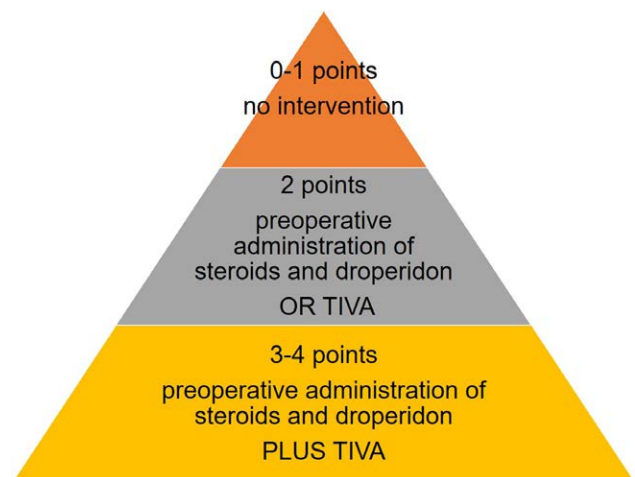 0-1 points
no intervention
2 points
preoperative
administration of
steroids and droperidon
OR TIVA
3-4 points
preoperative administration of
steroids and droperidon
PLUS TIVA